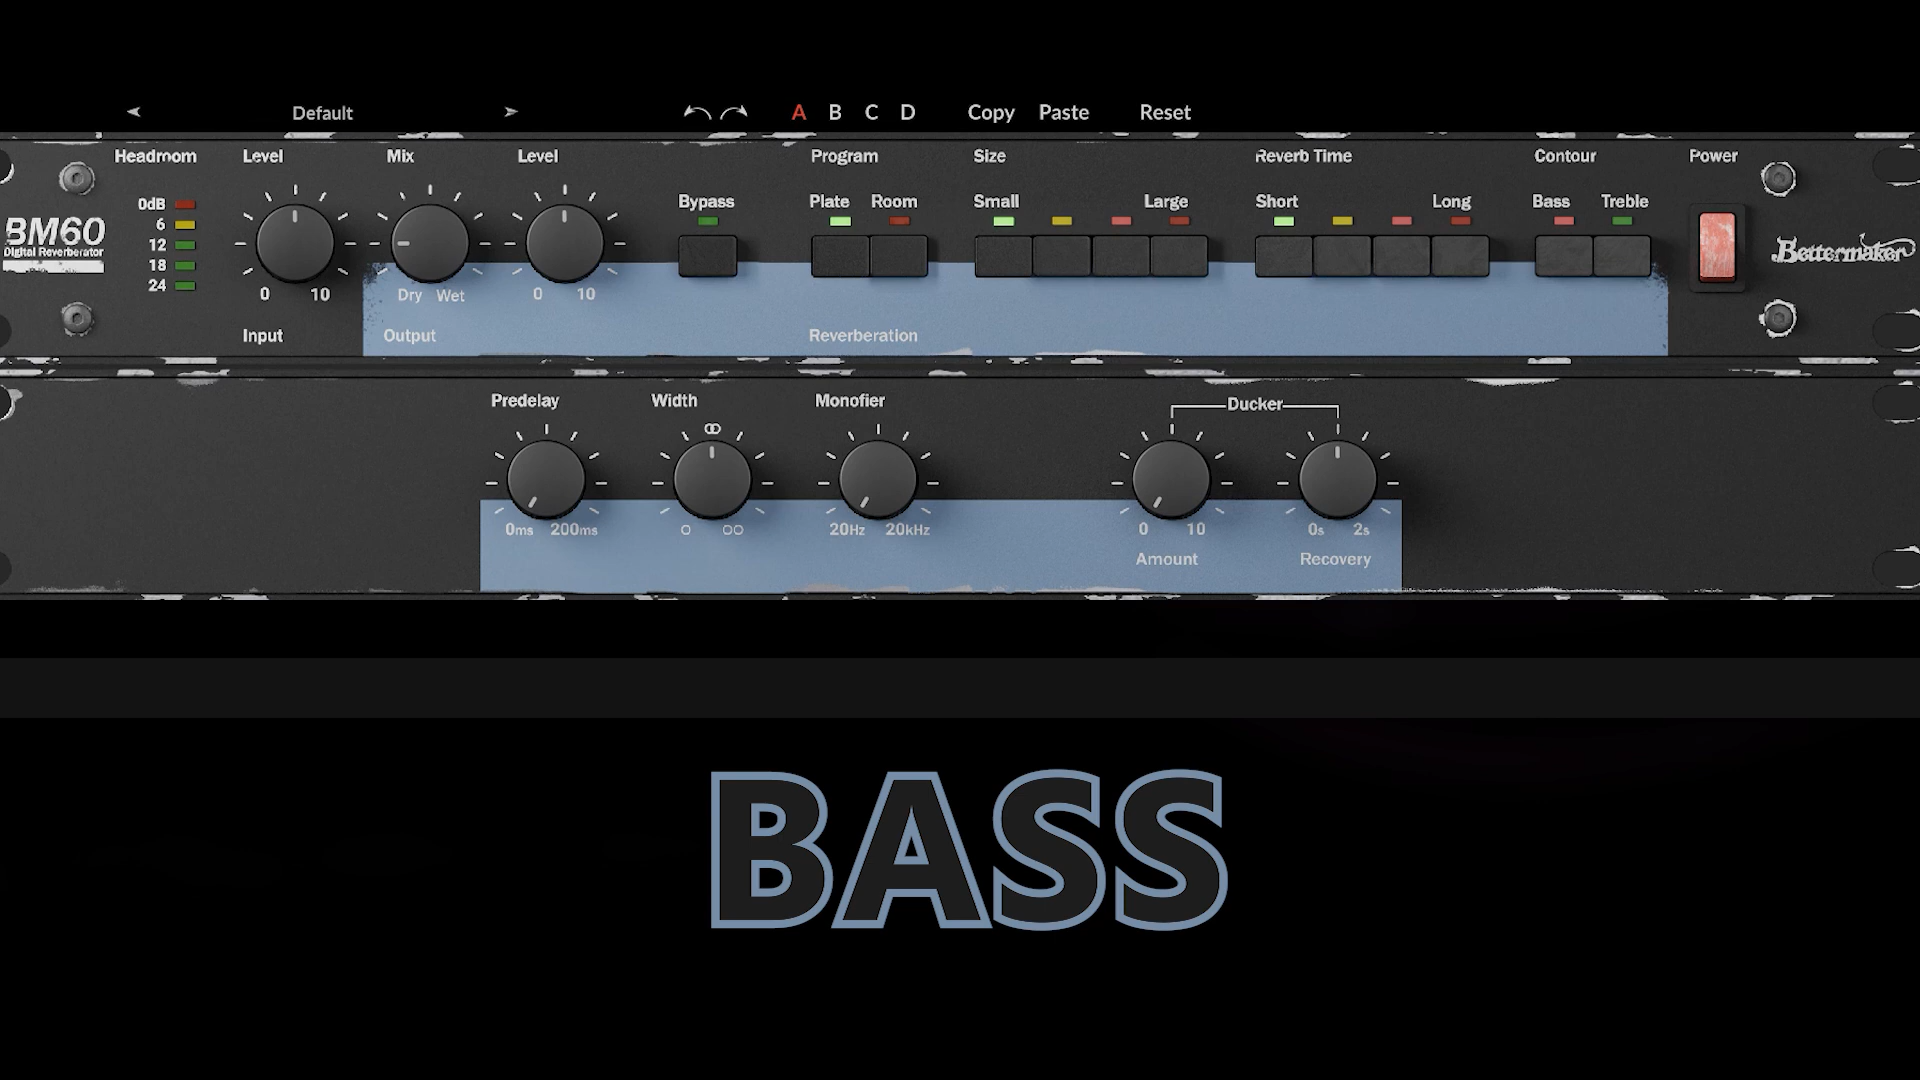 Default
A B C D
Copy Paste Reset
Headroom Level Mix Level Program Size Reverb Time Contour Power
Bypass Plate Room Small Large Short Long Bass Treble
0dB
6
12
18
24
BM60
Digital Reverberator
Bettermaker
0 10 Dry Wet 0 10
Input Output Reverberation
Predelay Width Monofier Ducker
0ms 200ms 20Hz 20kHz 0 10 0s 2s
Amount Recovery
BASS